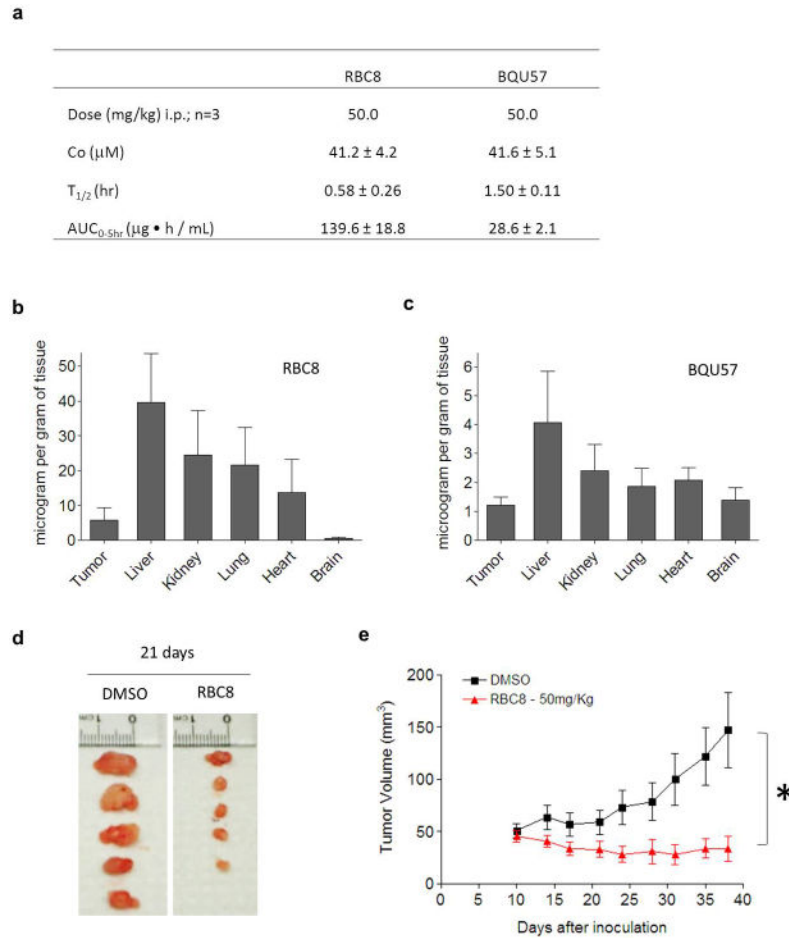 a
RBC8 BQU57
Dose (mg/kg) i.p.; n=3 50.0 50.0
Co (μM) 41.2 ± 4.2 41.6 ± 5.1
T1/2 (hr) 0.58 ± 0.26 1.50 ± 0.11
AUC0-5hr (μg • h / mL) 139.6 ± 18.8 28.6 ± 2.1
b
microgram per gram of tissue
50
40
30
20
10
0
RBC8
Tumor Liver Kidney Lung Heart Brain
c
microogram per gram of tissue
6
5
4
3
2
1
0
BQU57
Tumor Liver Kidney Lung Heart Brain
d
21 days
DMSO RBC8
1 0 1 0
e
DMSO
RBC8 - 50mg/Kg
Tumor Volume (mm3)
200
150
100
50
0
*
0 5 10 15 20 25 30 35 40
Days after inoculation